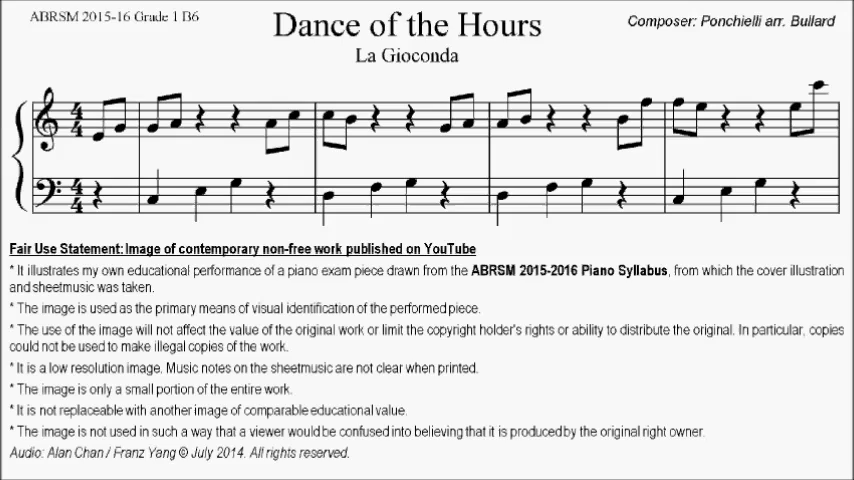 ABRSM 2015-16 Grade 1 B6
Dance of the Hours
Composer: Ponchielli arr. Bullard
La Gioconda
4 4
4 4
Fair Use Statement: Image of contemporary non-free work published on YouTube
* It illustrates my own educational performance of a piano exam piece drawn from the ABRSM 2015-2016 Piano Syllabus, from which the cover illustration
and sheetmusic was taken.
* The image is used as the primary means of visual identification of the performed piece.
* The use of the image will not affect the value of the original work or limit the copyright holder's rights or ability to distribute the original. In particular, copies
could not be used to make illegal copies of the work.
* It is a low resolution image. Music notes on the sheetmusic are not clear when printed.
* The image is only a small portion of the entire work.
* It is not replaceable with another image of comparable educational value.
* The image is not used in such a way that a viewer would be confused into believing that it is produced by the original right owner.
Audio: Alan Chan / Franz Yang © July 2014. All rights reserved.